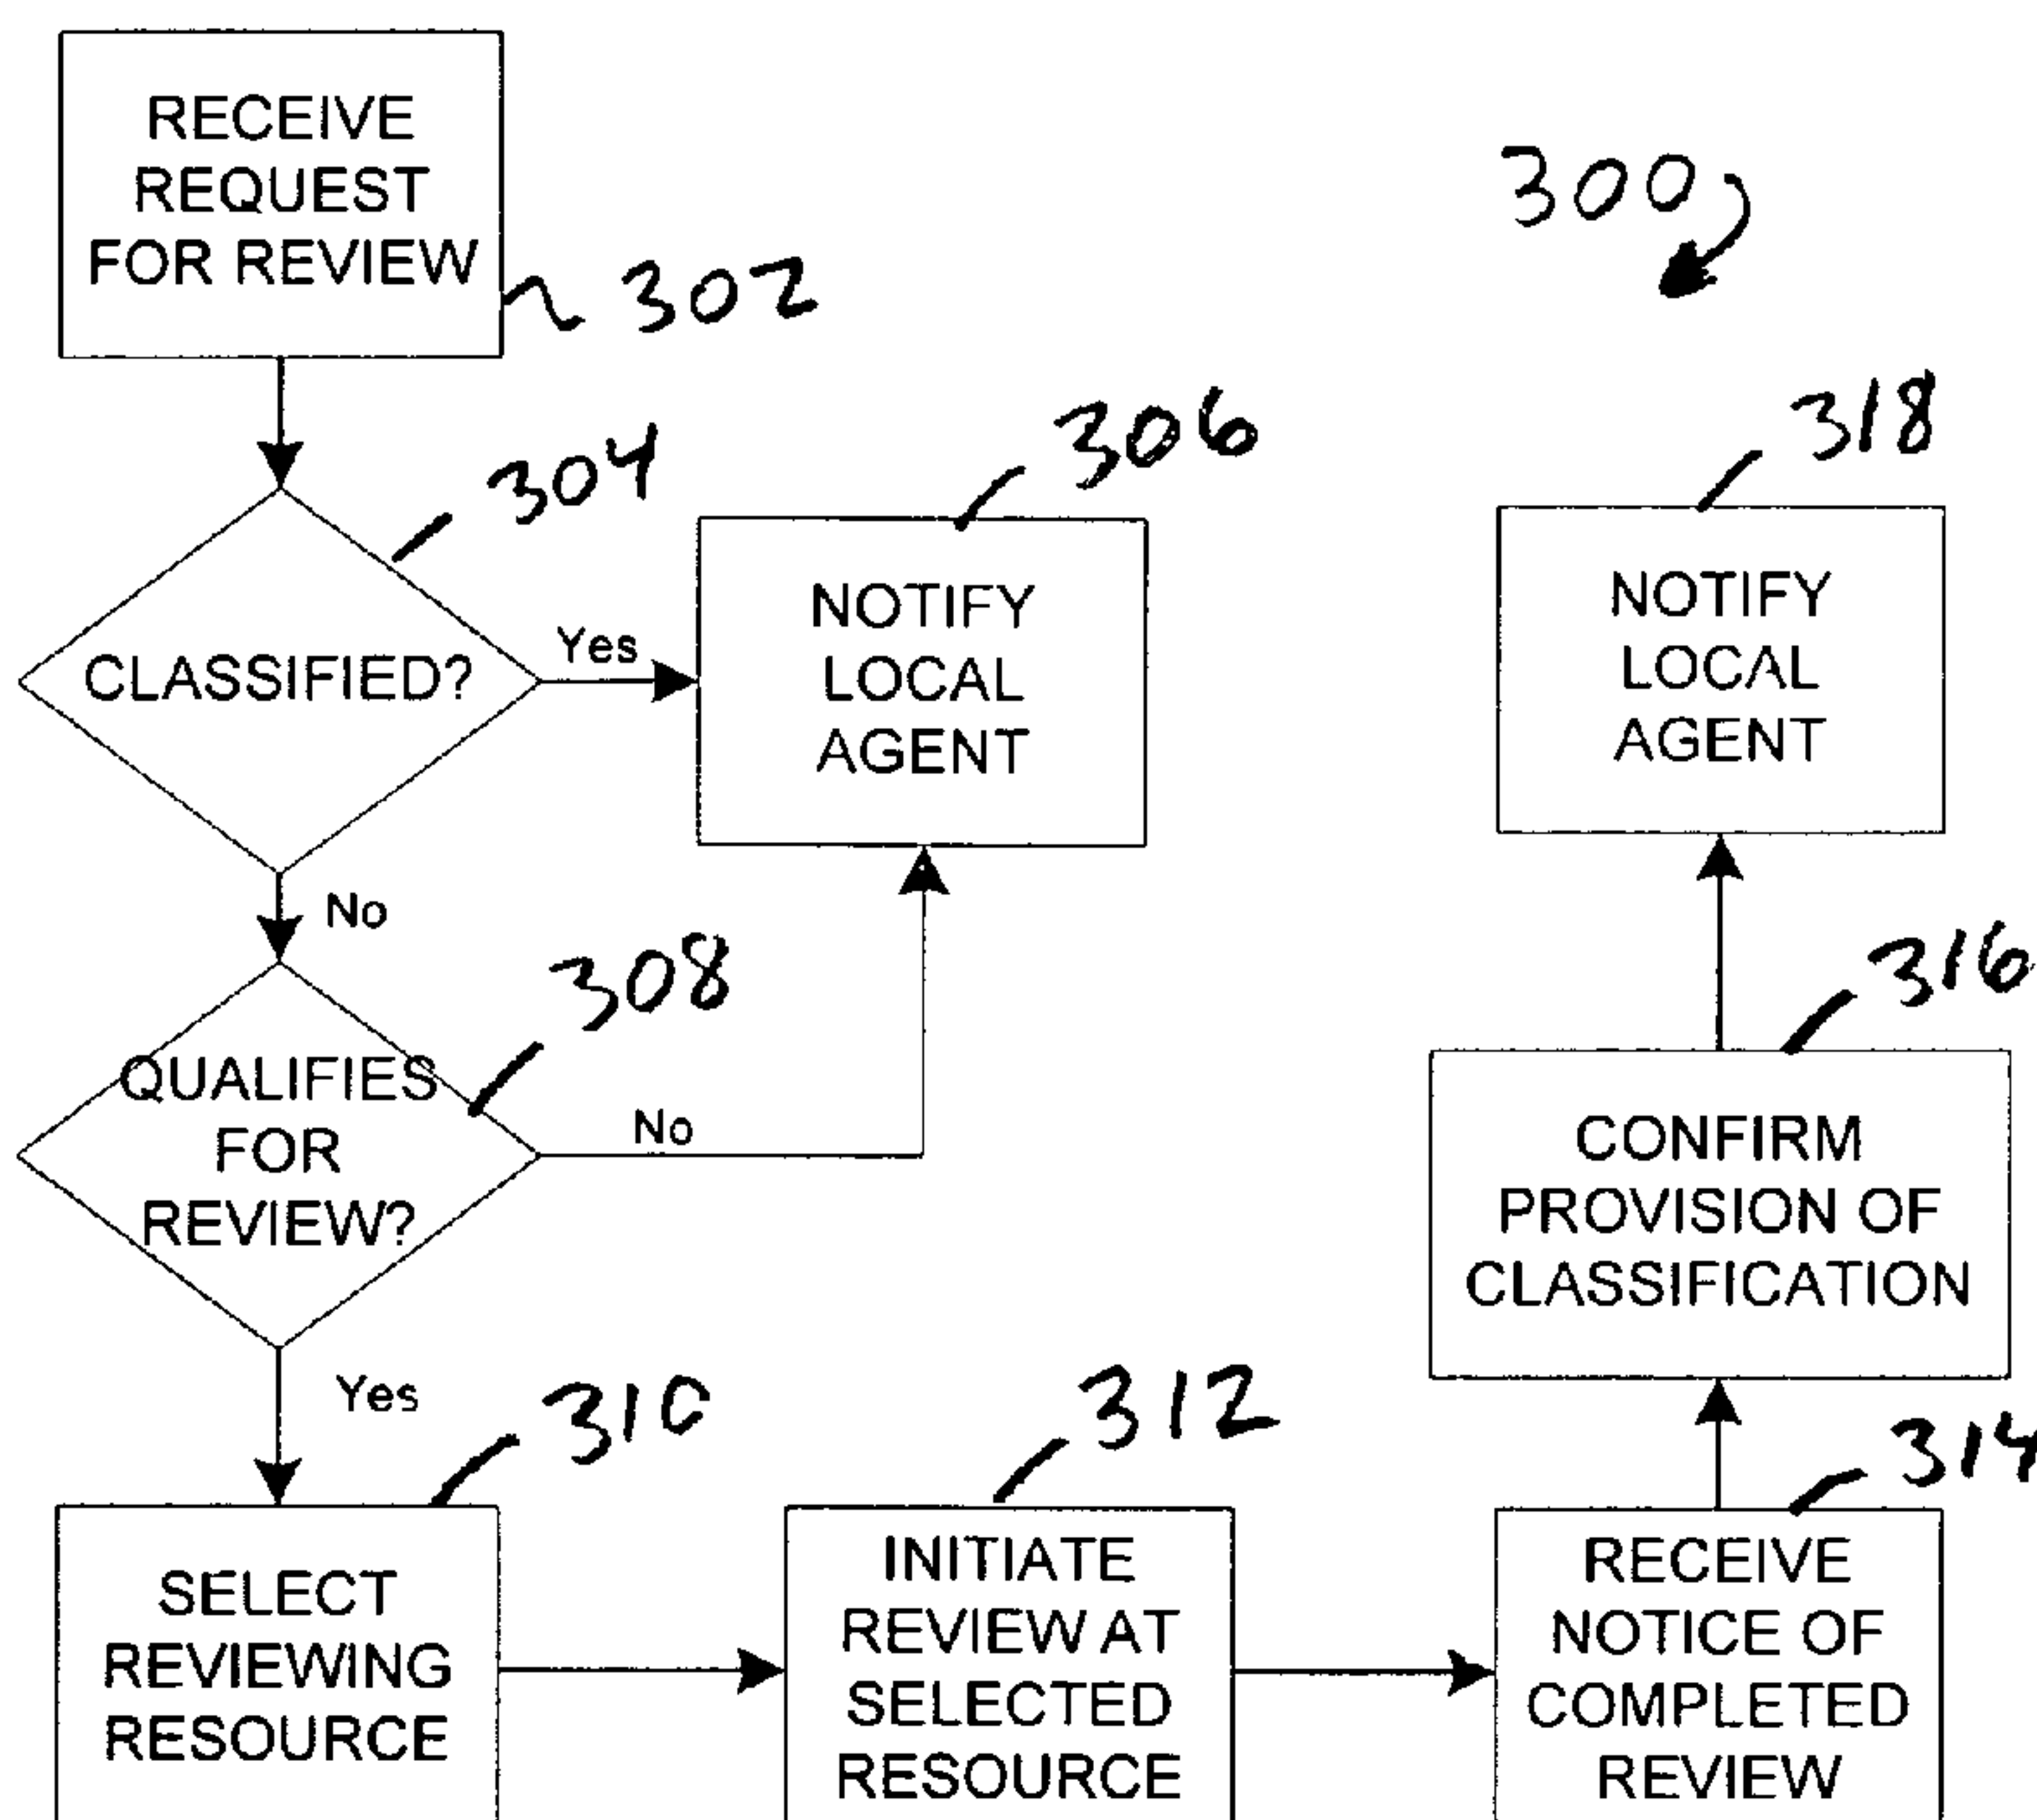 RECEIVE
REQUEST
FOR REVIEW
302
300
304
306
318
CLASSIFIED?
Yes
NOTIFY
LOCAL
AGENT
NOTIFY
LOCAL
AGENT
No
308
QUALIFIES
FOR
REVIEW?
No
316
CONFIRM
PROVISION OF
CLASSIFICATION
Yes
310
312
314
SELECT
REVIEWING
RESOURCE
INITIATE
REVIEW AT
SELECTED
RESOURCE
RECEIVE
NOTICE OF
COMPLETED
REVIEW